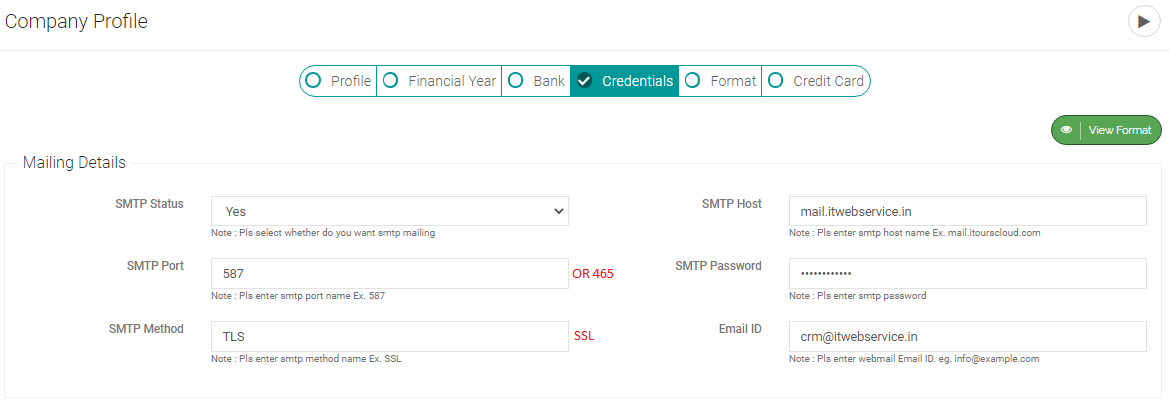 Company Profile
Profile Financial Year Bank Credentials Format Credit Card
View Format
Mailing Details
SMTP Status Yes SMTP Host mail.itwebservice.in
Note : Pls select whether do you want smtp mailing Note : Pls enter smtp host name Ex. mail.itourscloud.com
SMTP Port 587 OR 465 SMTP Password ••••••••••••
Note : Pls enter smtp port name Ex. 587 Note : Pls enter smtp password
SMTP Method TLS SSL Email ID crm@itwebservice.in
Note : Pls enter smtp method name Ex. SSL Note : Pls enter webmail Email ID. eg. info@example.com